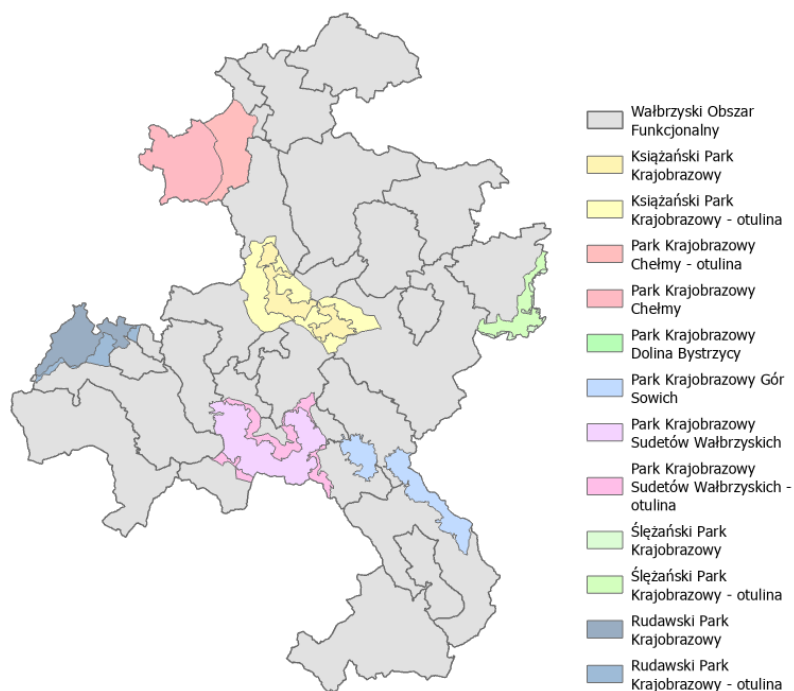 Wałbrzyski Obszar
Funkcjonalny
Książański Park
Krajobrazowy
Książański Park
Krajobrazowy - otulina
Park Krajobrazowy
Chełmy - otulina
Park Krajobrazowy
Chełmy
Park Krajobrazowy
Dolina Bystrzycy
Park Krajobrazowy Gór
Sowich
Park Krajobrazowy
Sudetów Wałbrzyskich
Park Krajobrazowy
Sudetów Wałbrzyskich -
otulina
Ślężański Park
Krajobrazowy
Ślężański Park
Krajobrazowy - otulina
Rudawski Park
Krajobrazowy
Rudawski Park
Krajobrazowy - otulina